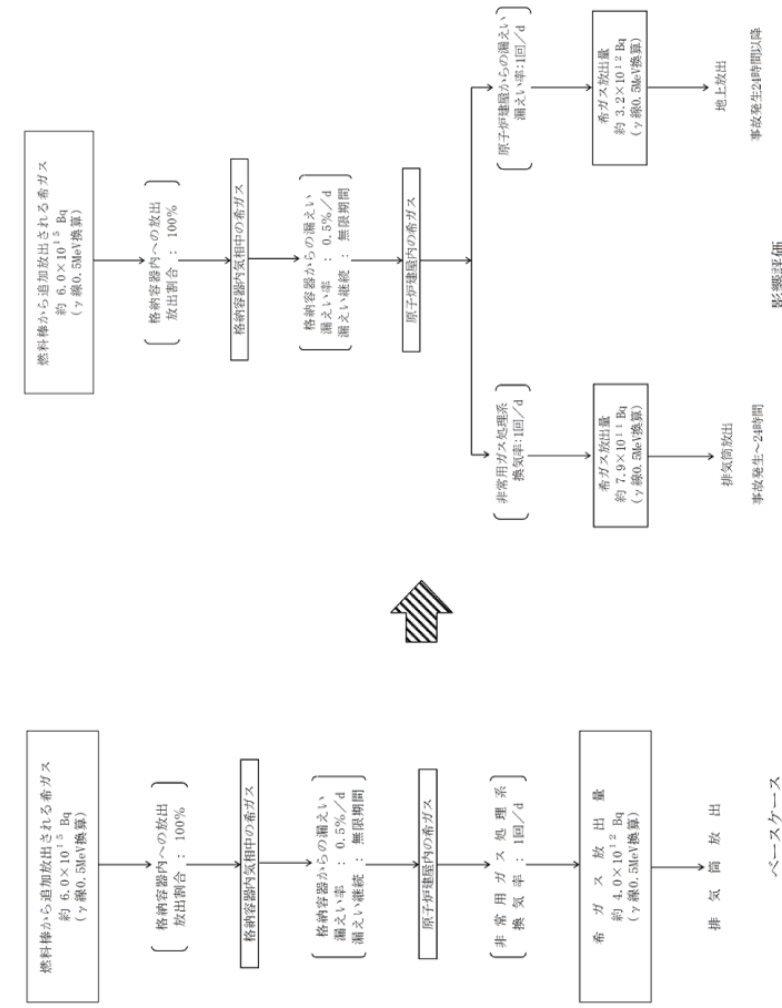 燃料棒から追加放出される希ガス
約 6.0×10¹⁵ Bq
(γ線0.5MeV換算)
格納容器内への放出
放出割合 : 100%
格納容器内気相中の希ガス
格納容器からの漏えい
漏えい率 : 0.5%/d
漏えい継続 : 無限期間
原子炉建屋内の希ガス
非常用ガス処理系
換気率 : 1回/d
希ガス放出量
約 4.0×10¹² Bq
(γ線0.5MeV換算)
排気筒放出
ベースケース
燃料棒から追加放出される希ガス
約 6.0×10¹⁵ Bq
(γ線0.5MeV換算)
格納容器内への放出
放出割合 : 100%
格納容器内気相中の希ガス
格納容器からの漏えい
漏えい率 : 0.5%/d
漏えい継続 : 無限期間
原子炉建屋内の希ガス
非常用ガス処理系
換気率:1回/d
希ガス放出量
約 7.9×10¹¹ Bq
(γ線0.5MeV換算)
排気筒放出
事故発生~24時間
原子炉建屋からの漏えい
漏えい率:1回/d
希ガス放出量
約 3.2×10¹² Bq
(γ線0.5MeV換算)
地上放出
事故発生24時間以降
影響評価